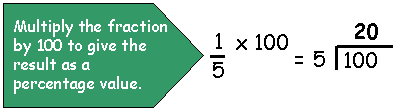 Multiply the fraction
by 100 to give the
result as a
percentage value.
1/5 x 100 = 5 100
20